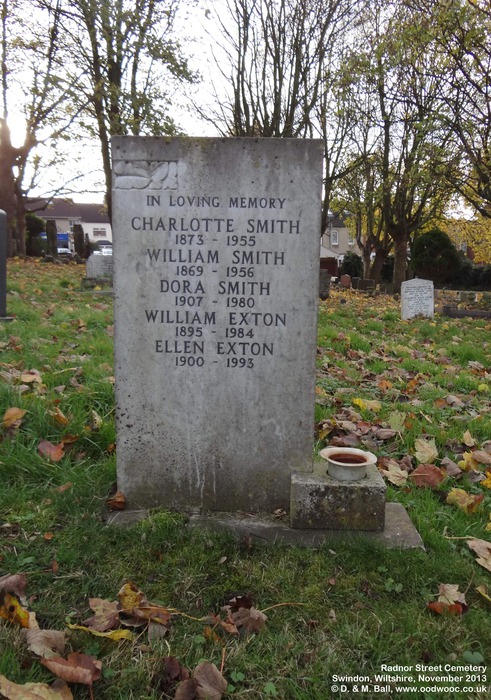 IN LOVING MEMORY
CHARLOTTE SMITH
1873 - 1955
WILLIAM SMITH
1869 - 1956
DORA SMITH
1907 - 1980
WILLIAM EXTON
1895 - 1984
ELLEN EXTON
1900 - 1993
Radnor Street Cemetery
Swindon, Wiltshire, November 2013
© D. & M. Ball, www.oodwooc.co.uk